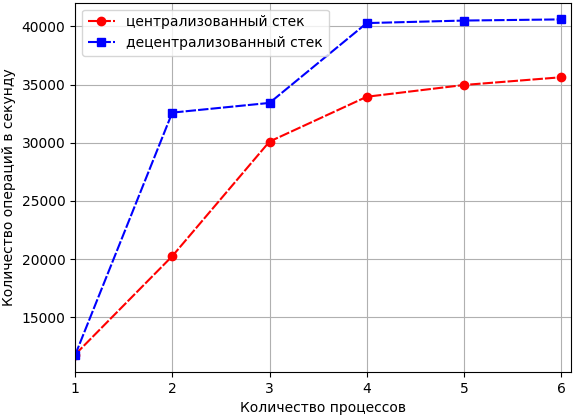 централизованный стек
децентрализованный стек
Количество операций в секунду
40000
35000
30000
25000
20000
15000
1 2 3 4 5 6
Количество процессов